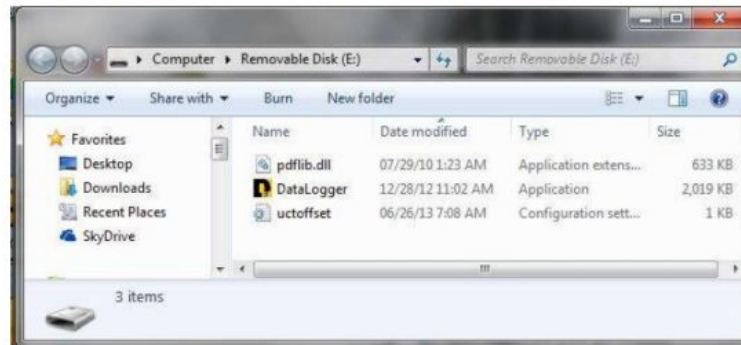 Computer ▸ Removable Disk (E:) Search Removable Disk (E:)
Organize Share with Burn New folder
Favorites
Desktop
Downloads
Recent Places
SkyDrive
Name Date modified Type Size
pdflib.dll 07/29/10 1:23 AM Application extens... 633 KB
DataLogger 12/28/12 11:02 AM Application 2,019 KB
uctoffset 06/26/13 7:08 AM Configuration sett... 1 KB
3 items